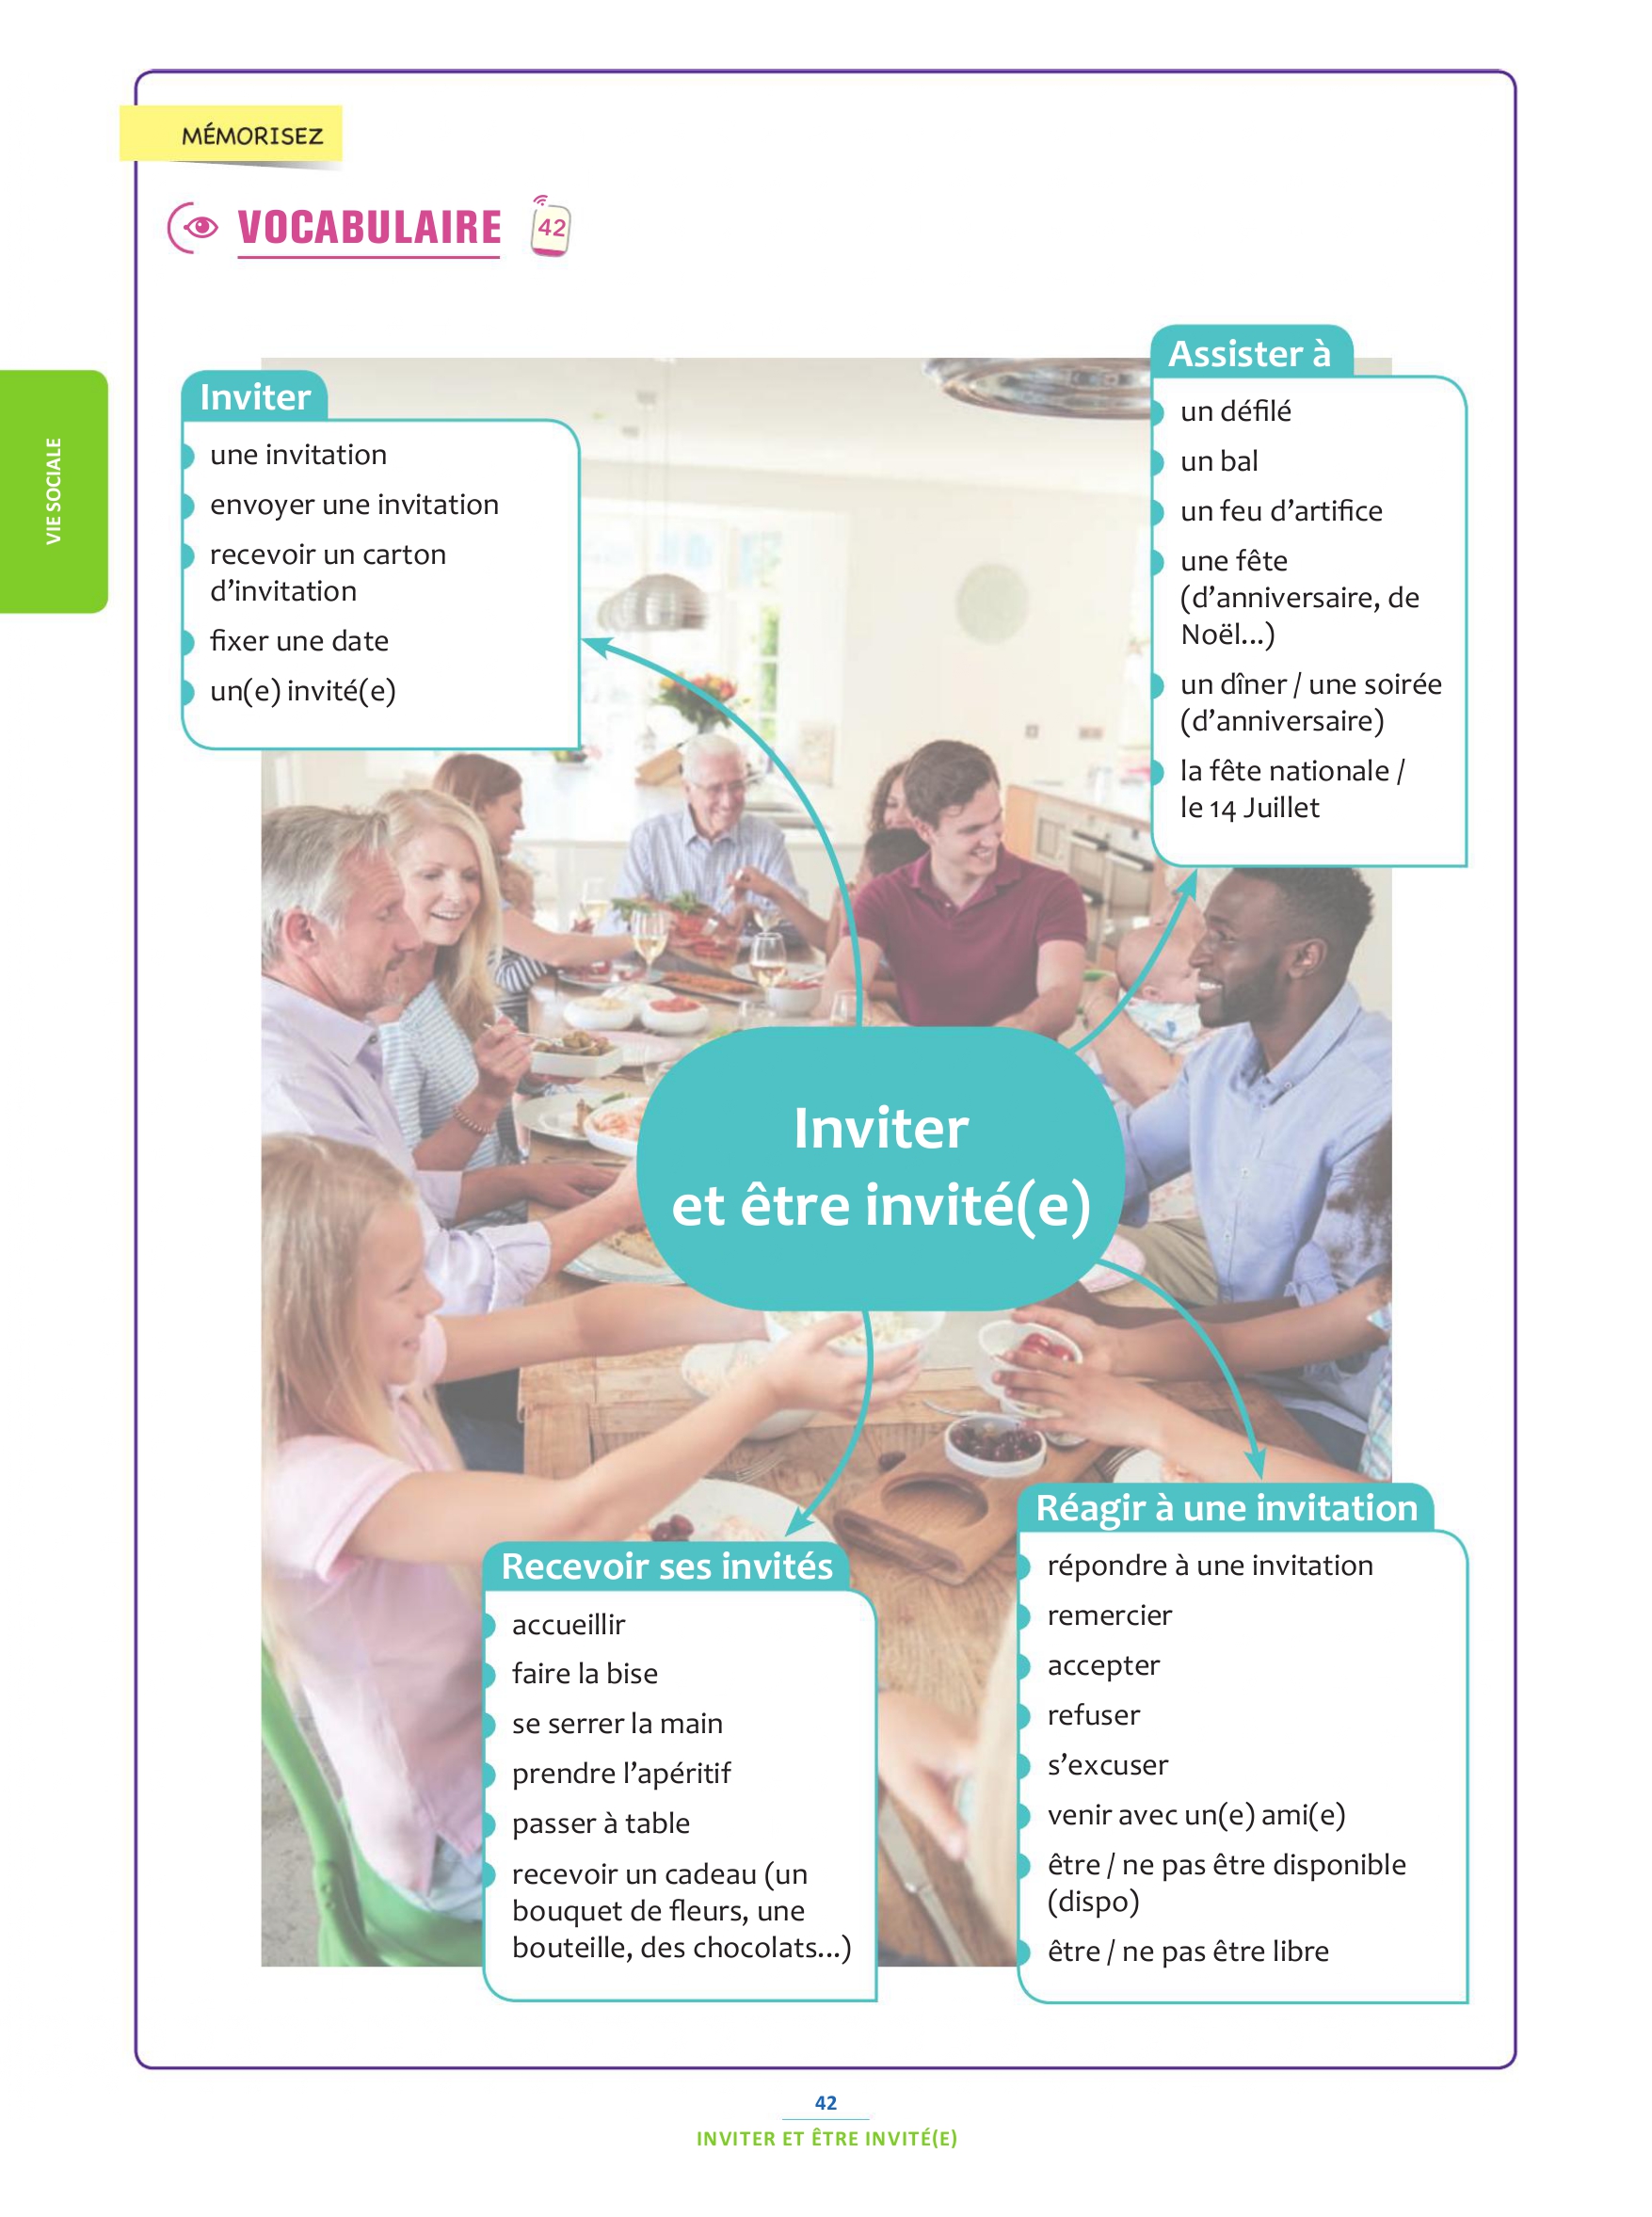 MÉMORISEZ
VOCABULAIRE
42
VIE SOCIALE
Inviter
une invitation
envoyer une invitation
recevoir un carton
d’invitation
fixer une date
un(e) invité(e)
Assister à
un défilé
un bal
un feu d’artifice
une fête
(d’anniversaire, de
Noël...)
un dîner / une soirée
(d’anniversaire)
la fête nationale /
le 14 Juillet
Inviter
et être invité(e)
Recevoir ses invités
accueillir
faire la bise
se serrer la main
prendre l’apéritif
passer à table
recevoir un cadeau (un
bouquet de fleurs, une
bouteille, des chocolats...)
Réagir à une invitation
répondre à une invitation
remercier
accepter
refuser
s’excuser
venir avec un(e) ami(e)
être / ne pas être disponible
(dispo)
être / ne pas être libre
42
INVITER ET ÊTRE INVITÉ(E)